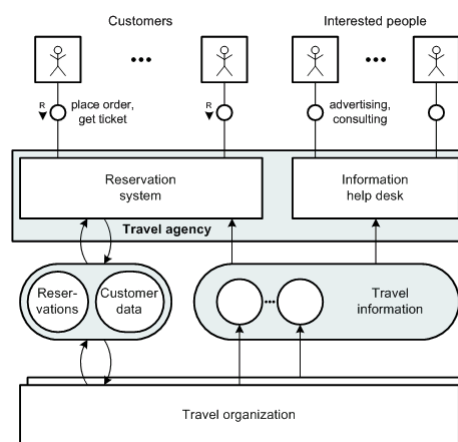 Customers
Interested people
R
place order,
get ticket
R
advertising,
consulting
Reservation
system
Information
help desk
Travel agency
Reser-
vations
Customer
data
Travel
information
Travel organization